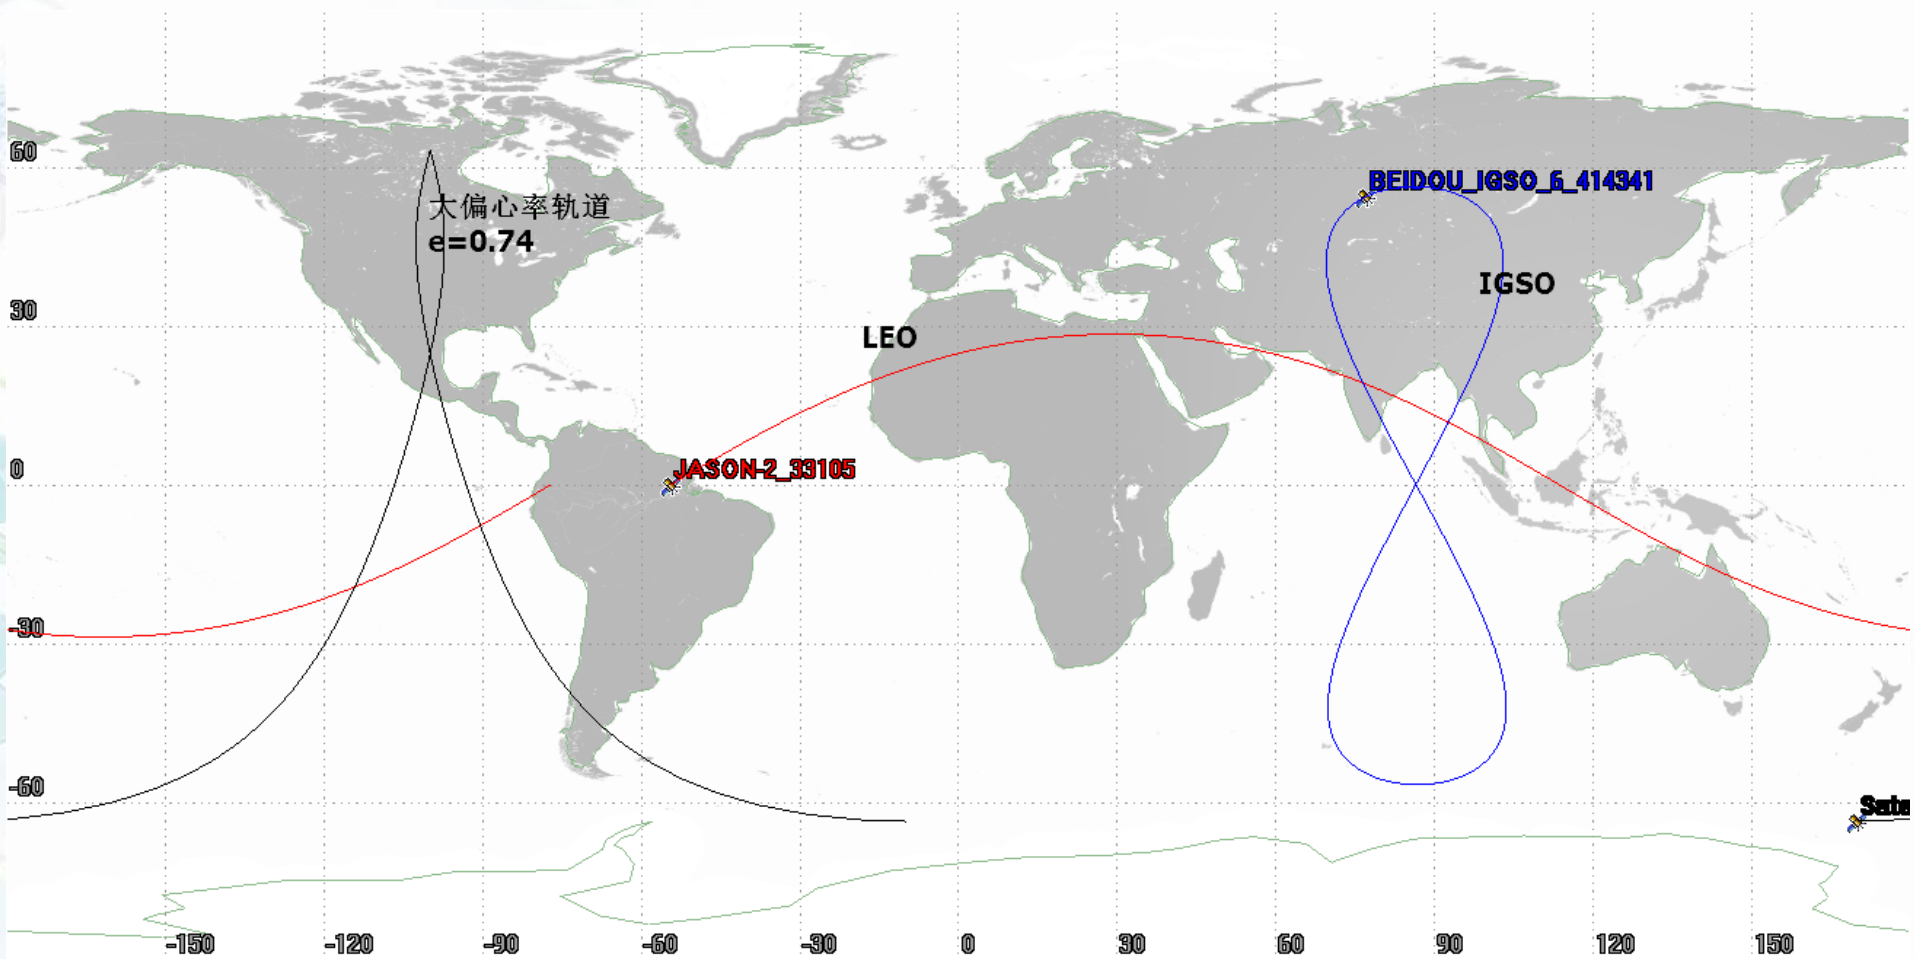 60
BEIDOU_IGSO_6_414341
大偏心率轨道
e=0.74
IGSO
30
LEO
0
JASON-2_33105
-30
-60
Sate
-150 -120 -90 -60 -30 0 30 60 90 120 150